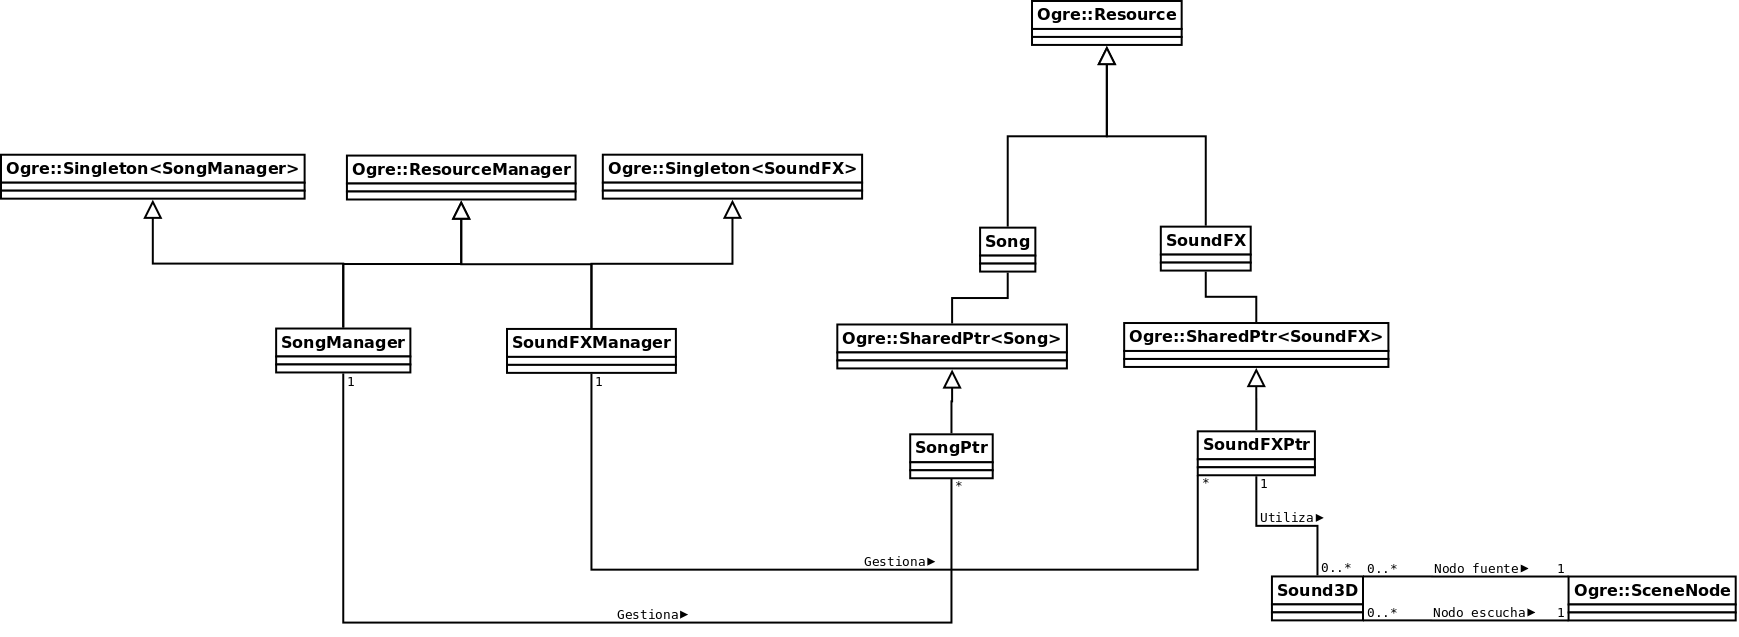 Ogre::Resource
Ogre::Singleton<SongManager>
Ogre::ResourceManager
Ogre::Singleton<SoundFX>
Song
SoundFX
SongManager
SoundFXManager
Ogre::SharedPtr<Song>
Ogre::SharedPtr<SoundFX>
1
1
SongPtr
SoundFXPtr
*
*
1
Utiliza►
Gestiona►
0..*
0..*
Nodo fuente►
1
Sound3D
Ogre::SceneNode
Gestiona►
0..*
Nodo escucha►
1